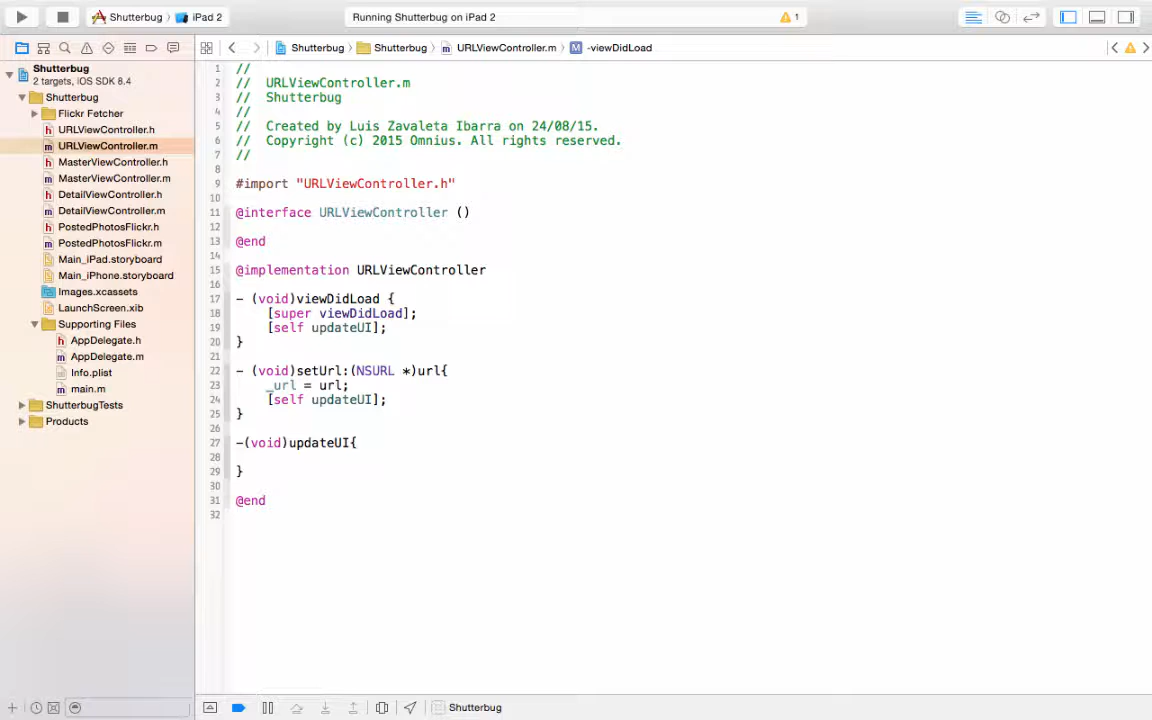 Shutterbug iPad 2
Running Shutterbug on iPad 2
1
Shutterbug Shutterbug URLViewController.m M -viewDidLoad
Shutterbug
2 targets, iOS SDK 8.4
Shutterbug
Flickr Fetcher
h URLViewController.h
m URLViewController.m
h MasterViewController.h
m MasterViewController.m
h DetailViewController.h
m DetailViewController.m
h PostedPhotosFlickr.h
m PostedPhotosFlickr.m
Main_iPad.storyboard
Main_iPhone.storyboard
Images.xcassets
LaunchScreen.xib
Supporting Files
h AppDelegate.h
m AppDelegate.m
Info.plist
m main.m
ShutterbugTests
Products
1 //
2 //  URLViewController.m
3 //  Shutterbug
4 //
5 //  Created by Luis Zavaleta Ibarra on 24/08/15.
6 //  Copyright (c) 2015 Omnius. All rights reserved.
7 //
8
9 #import "URLViewController.h"
10
11 @interface URLViewController ()
12
13 @end
14
15 @implementation URLViewController
16
17 - (void)viewDidLoad {
18     [super viewDidLoad];
19     [self updateUI];
20 }
21
22 - (void)setUrl:(NSURL *)url{
23     _url = url;
24     [self updateUI];
25 }
26
27 -(void)updateUI{
28
29 }
30
31 @end
32
Shutterbug